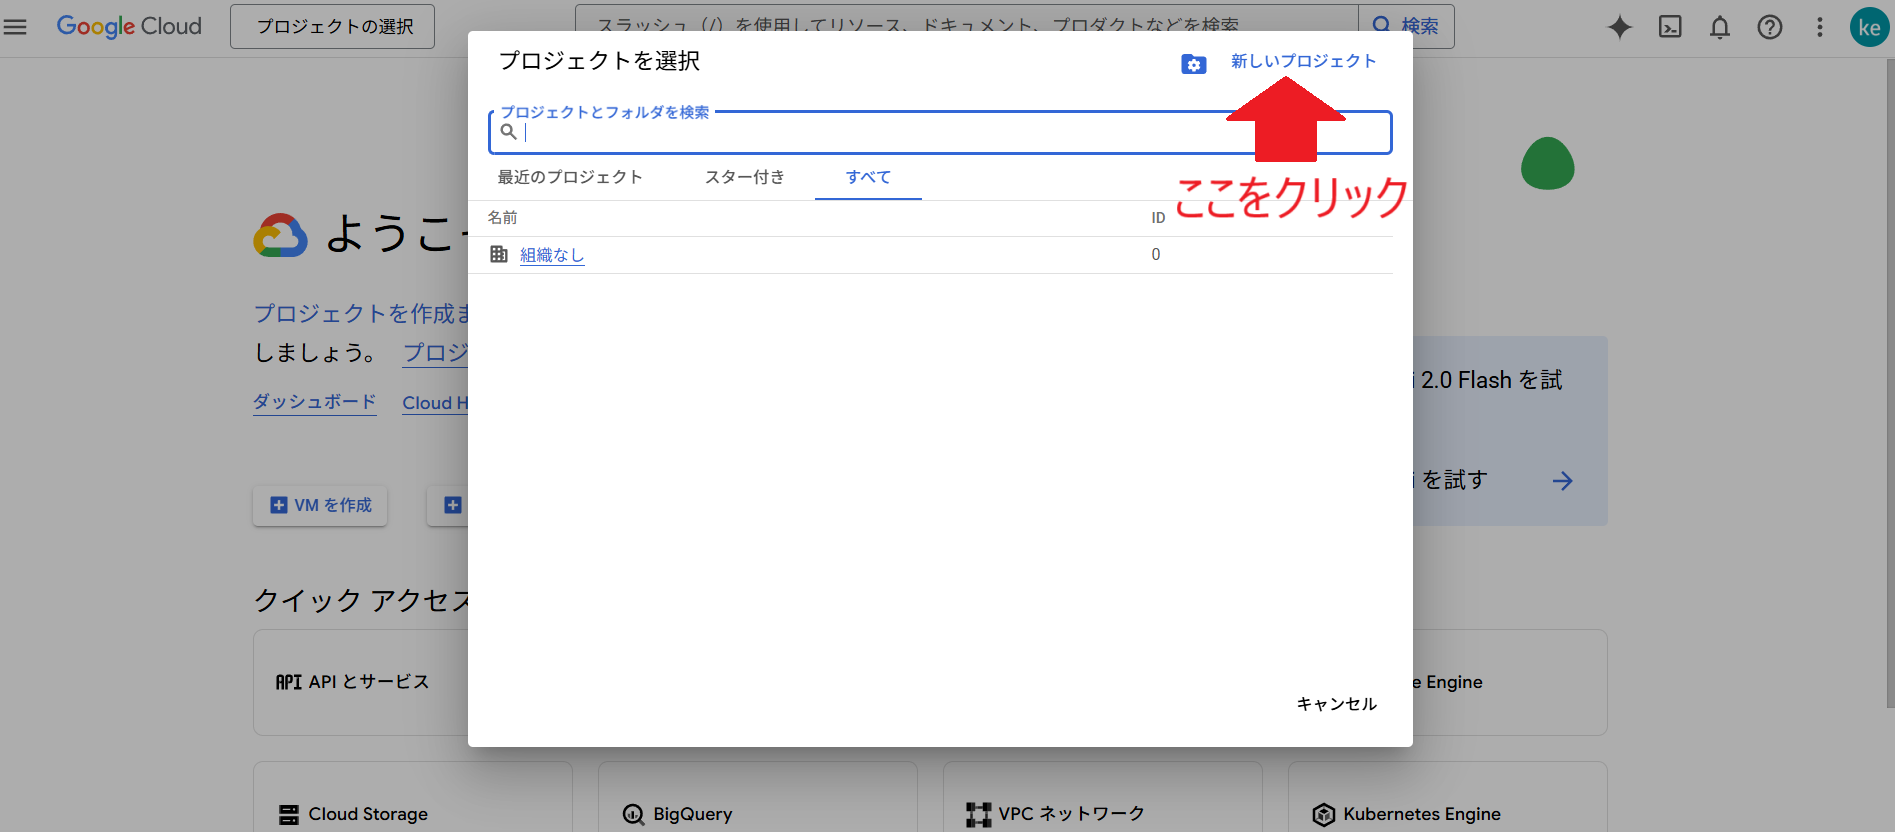 Google Cloud
プロジェクトの選択
スラッシュ（/）を使用してリソース、ドキュメント、プロダクトなどを検索
検索
ke
プロジェクトを選択
新しいプロジェクト
プロジェクトとフォルダを検索
最近のプロジェクト
スター付き
すべて
ここをクリック
名前
ID
組織なし
0
ようこ
プロジェクトを作成ま
しましょう。 プロジ
ダッシュボード
Cloud H
2.0 Flash を試
を試す
VM を作成
クイック アクセス
API API とサービス
e Engine
キャンセル
Cloud Storage
BigQuery
VPC ネットワーク
Kubernetes Engine